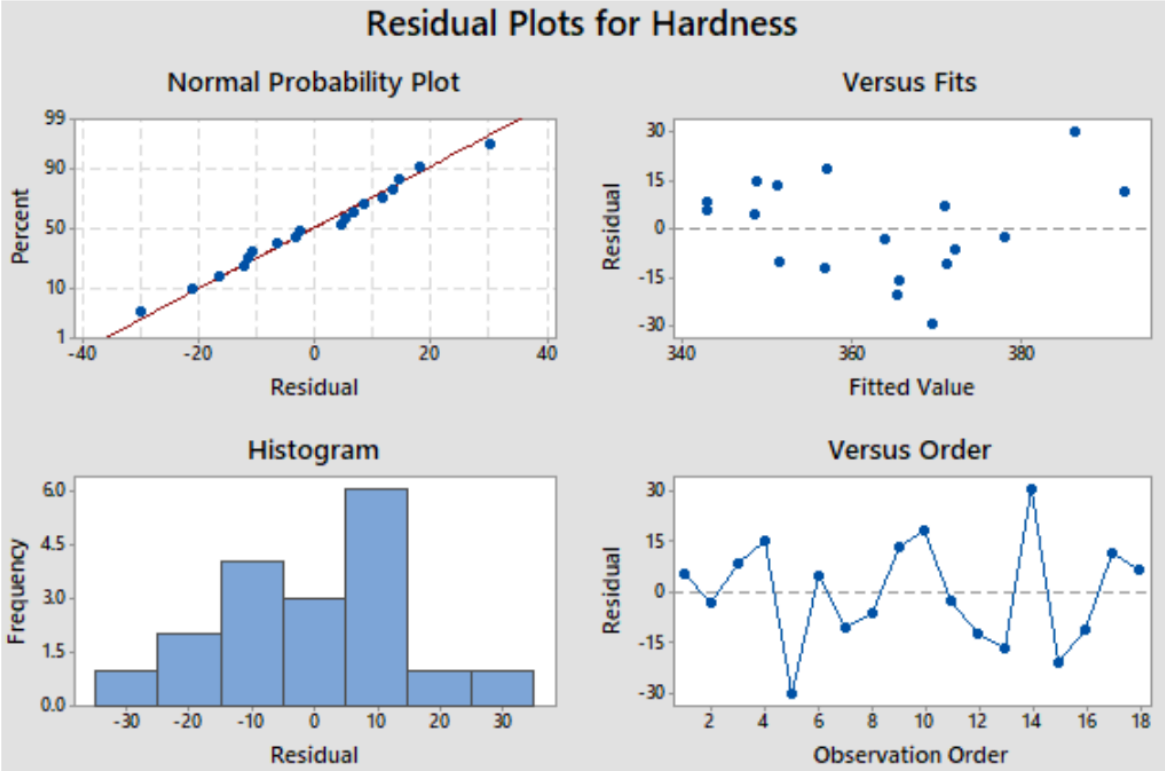 Residual Plots for Hardness
Normal Probability Plot
99
90
50
10
1
Percent
-40 -20 0 20 40
Residual
Versus Fits
30
15
0
-15
-30
Residual
340 360 380
Fitted Value
Histogram
6.0
4.5
3.0
1.5
0.0
Frequency
-30 -20 -10 0 10 20 30
Residual
Versus Order
30
15
0
-15
-30
Residual
2 4 6 8 10 12 14 16 18
Observation Order